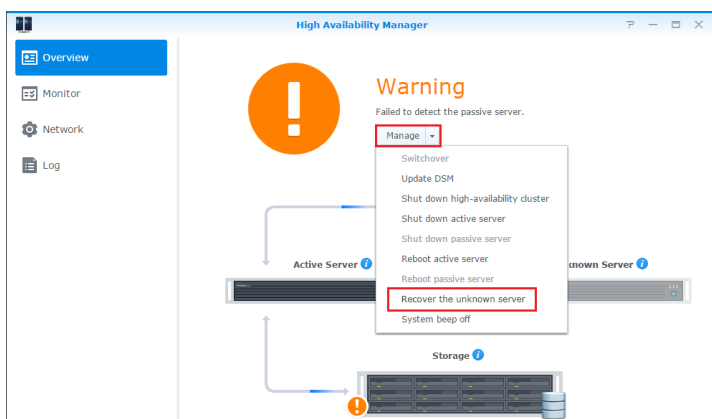 High Availability Manager
Overview
Monitor
Network
Log
Warning
Failed to detect the passive server.
Manage
Switchover
Update DSM
Shut down high-availability cluster
Shut down active server
Shut down passive server
Reboot active server
Reboot passive server
Recover the unknown server
System beep off
Active Server
Server
Storage